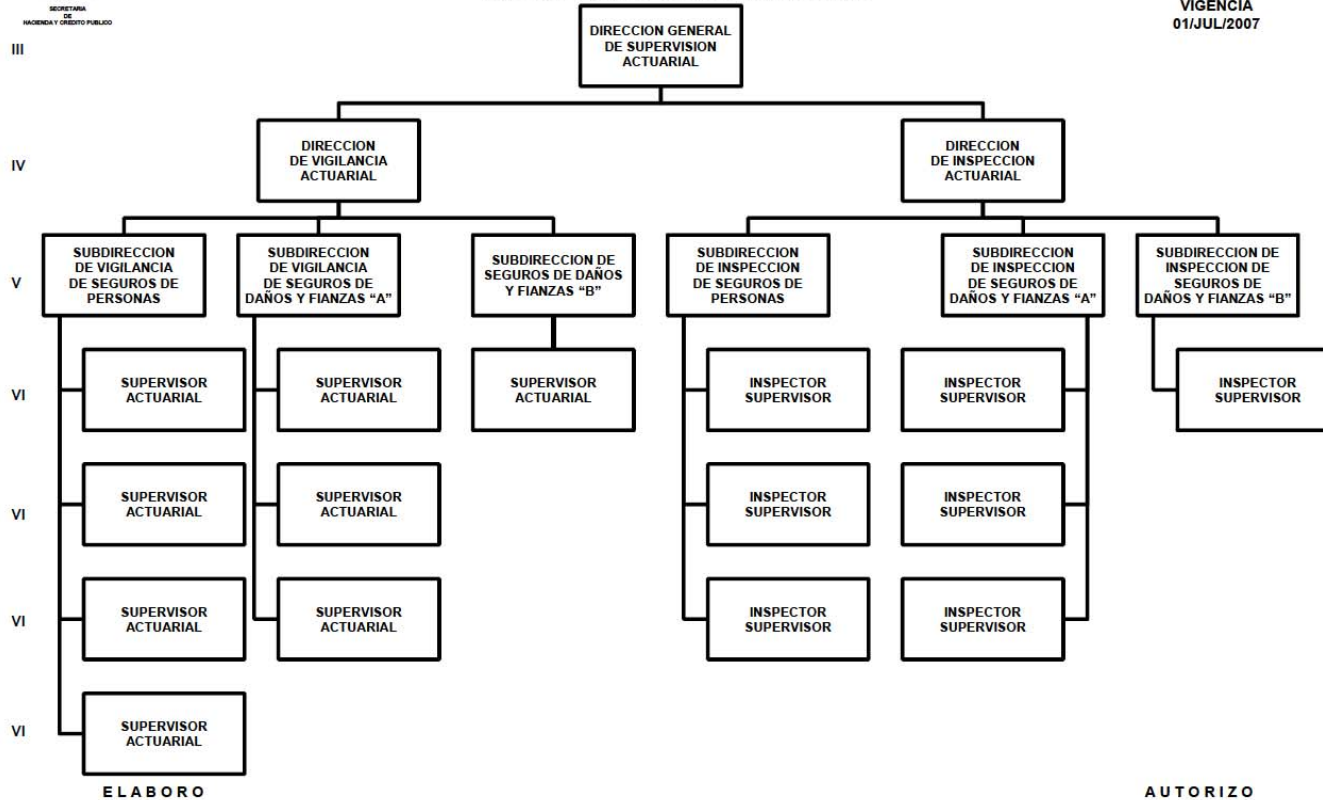 SECRETARIA
DE
HACIENDA Y CREDITO PUBLICO
VIGENCIA
01/JUL/2007
III
DIRECCION GENERAL
DE SUPERVISION
ACTUARIAL
IV
DIRECCION
DE VIGILANCIA
ACTUARIAL
DIRECCION
DE INSPECCION
ACTUARIAL
V
SUBDIRECCION
DE VIGILANCIA
DE SEGUROS DE
PERSONAS
SUBDIRECCION
DE VIGILANCIA
DE SEGUROS DE
DAÑOS Y FIANZAS “A”
SUBDIRECCION DE
SEGUROS DE DAÑOS
Y FIANZAS “B”
SUBDIRECCION
DE INSPECCION
DE SEGUROS DE
PERSONAS
SUBDIRECCION
DE INSPECCION
DE SEGUROS DE
DAÑOS Y FIANZAS “A”
SUBDIRECCION DE
INSPECCION DE
SEGUROS DE
DAÑOS Y FIANZAS “B”
VI
SUPERVISOR
ACTUARIAL
SUPERVISOR
ACTUARIAL
SUPERVISOR
ACTUARIAL
INSPECTOR
SUPERVISOR
INSPECTOR
SUPERVISOR
INSPECTOR
SUPERVISOR
VI
SUPERVISOR
ACTUARIAL
SUPERVISOR
ACTUARIAL
INSPECTOR
SUPERVISOR
INSPECTOR
SUPERVISOR
VI
SUPERVISOR
ACTUARIAL
SUPERVISOR
ACTUARIAL
INSPECTOR
SUPERVISOR
INSPECTOR
SUPERVISOR
VI
SUPERVISOR
ACTUARIAL
ELABORO
AUTORIZO